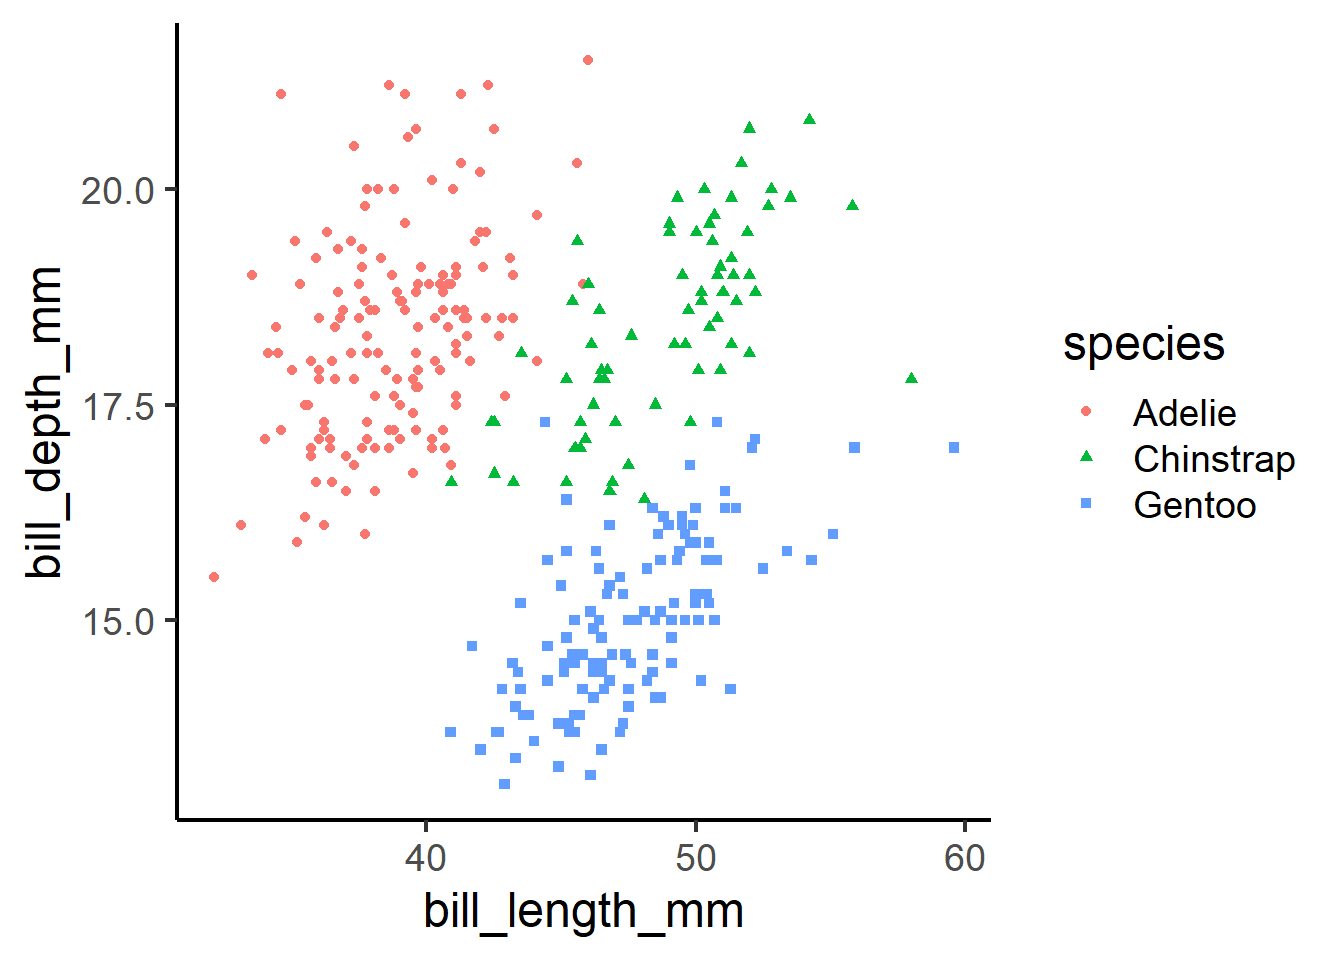 bill_depth_mm
20.0
17.5
15.0
40
50
60
bill_length_mm
species
Adelie
Chinstrap
Gentoo